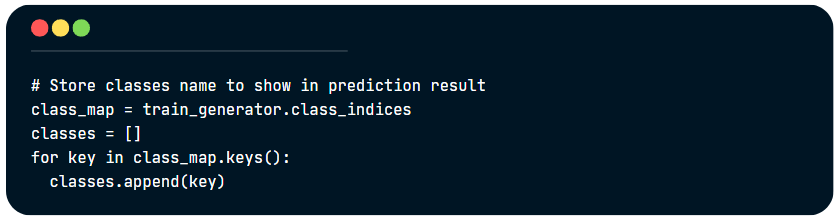 # Store classes name to show in prediction result
class_map = train_generator.class_indices
classes = []
for key in class_map.keys():
  classes.append(key)